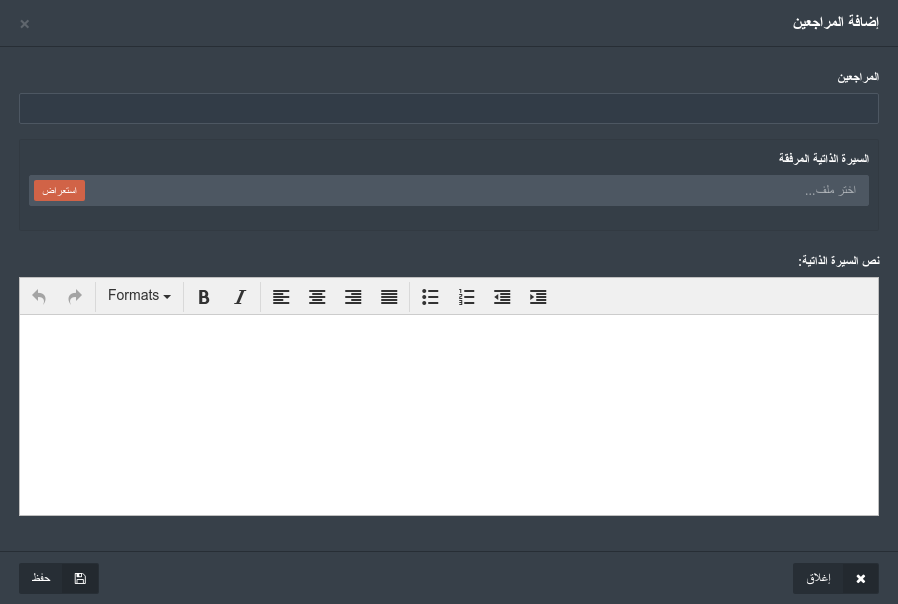 إضافة المراجعين
المراجعين
السيرة الذاتية المرفقة
اختر ملف...
استعراض
نص السيرة الذاتية:
Formats
إغلاق
حفظ